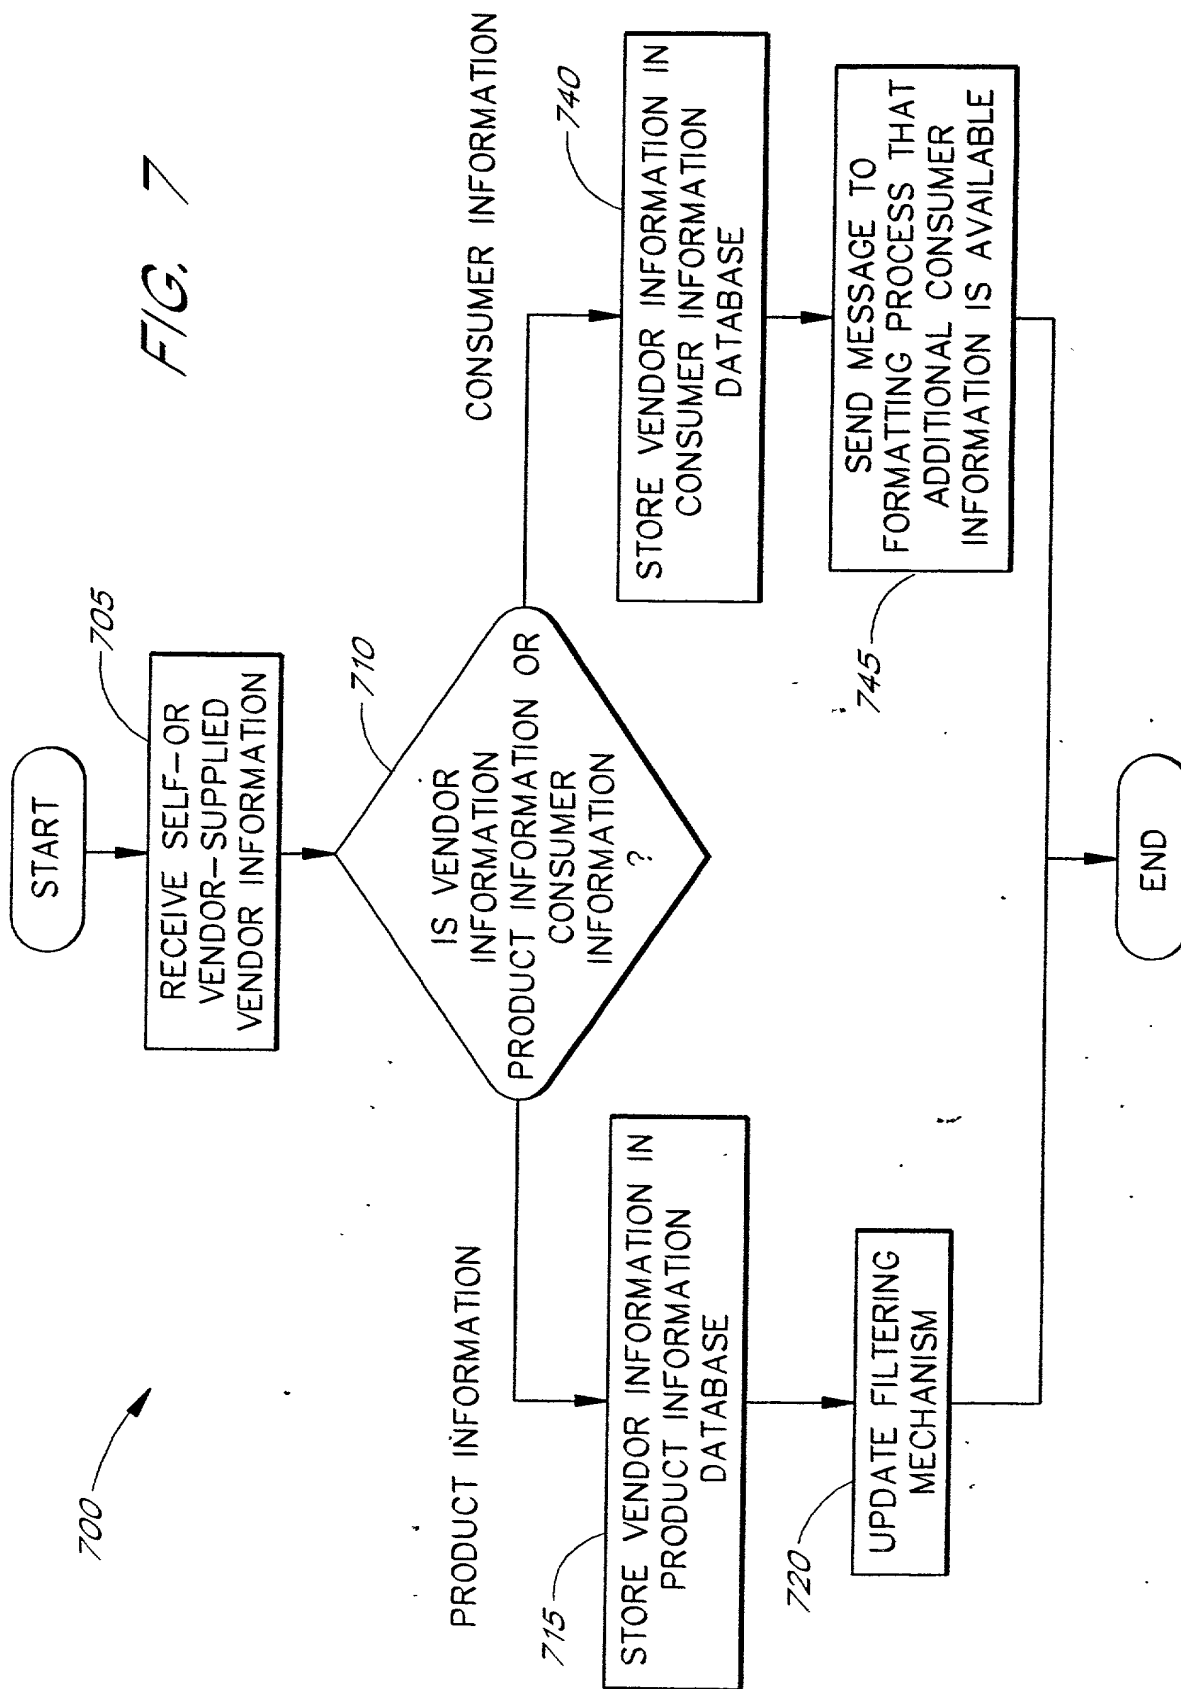 FIG. 7
700
START
705
RECEIVE SELF-OR
VENDOR-SUPPLIED
VENDOR INFORMATION
710
IS VENDOR
INFORMATION
PRODUCT INFORMATION OR
CONSUMER
INFORMATION
?
PRODUCT INFORMATION
CONSUMER INFORMATION
715
STORE VENDOR INFORMATION IN
PRODUCT INFORMATION
DATABASE
720
UPDATE FILTERING
MECHANISM
740
STORE VENDOR INFORMATION IN
CONSUMER INFORMATION
DATABASE
745
SEND MESSAGE TO
FORMATTING PROCESS THAT
ADDITIONAL CONSUMER
INFORMATION IS AVAILABLE
END